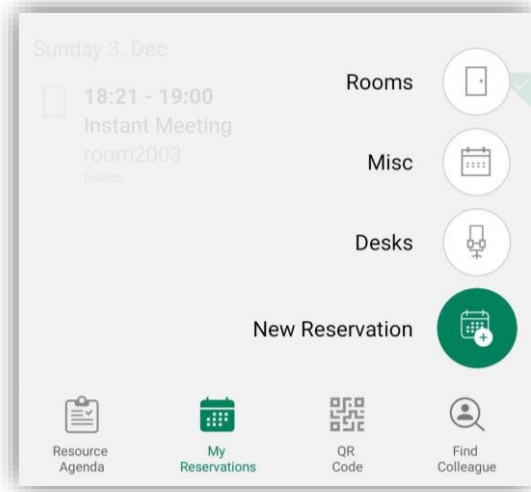 Sunday 3. Dec
18:21 - 19:00
Instant Meeting
room2003
France
Rooms
Misc
Desks
New Reservation
Resource
Agenda
My
Reservations
QR
Code
Find
Colleague